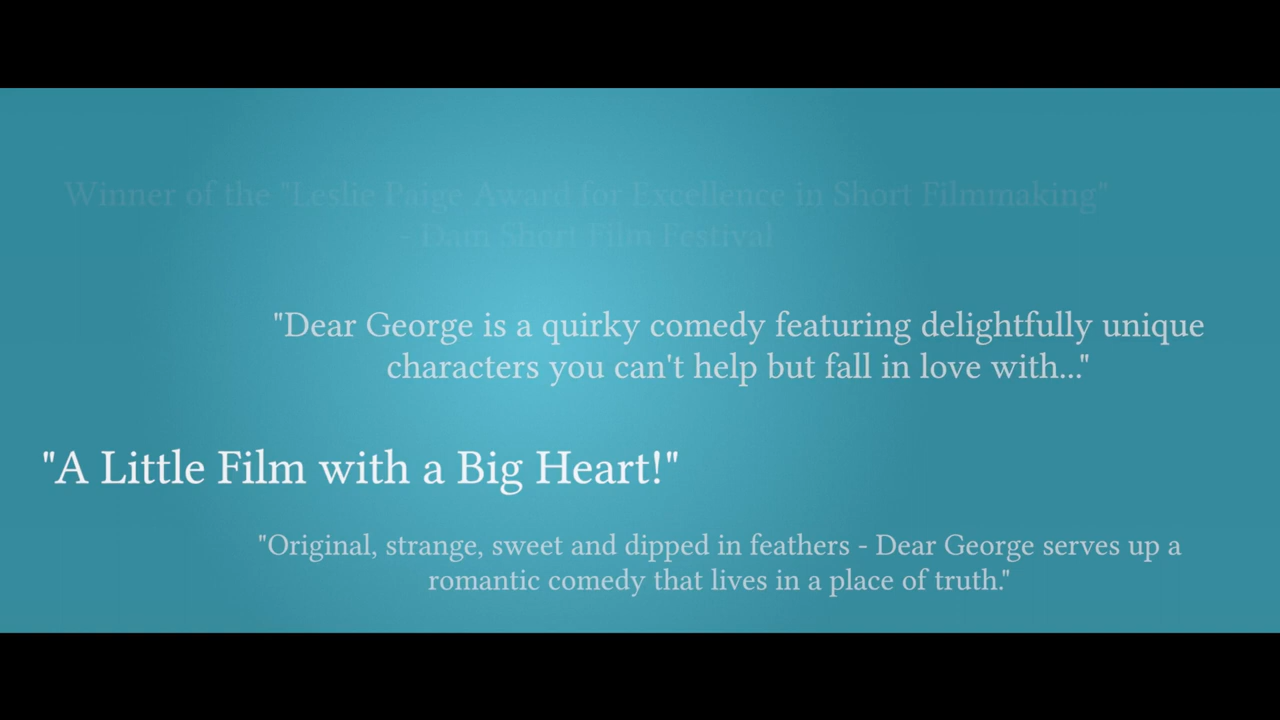 Winner of the "Leslie Paige Award for Excellence in Short Filmmaking"
- Dam Short Film Festival
"Dear George is a quirky comedy featuring delightfully unique
characters you can't help but fall in love with..."
"A Little Film with a Big Heart!"
"Original, strange, sweet and dipped in feathers - Dear George serves up a
romantic comedy that lives in a place of truth."